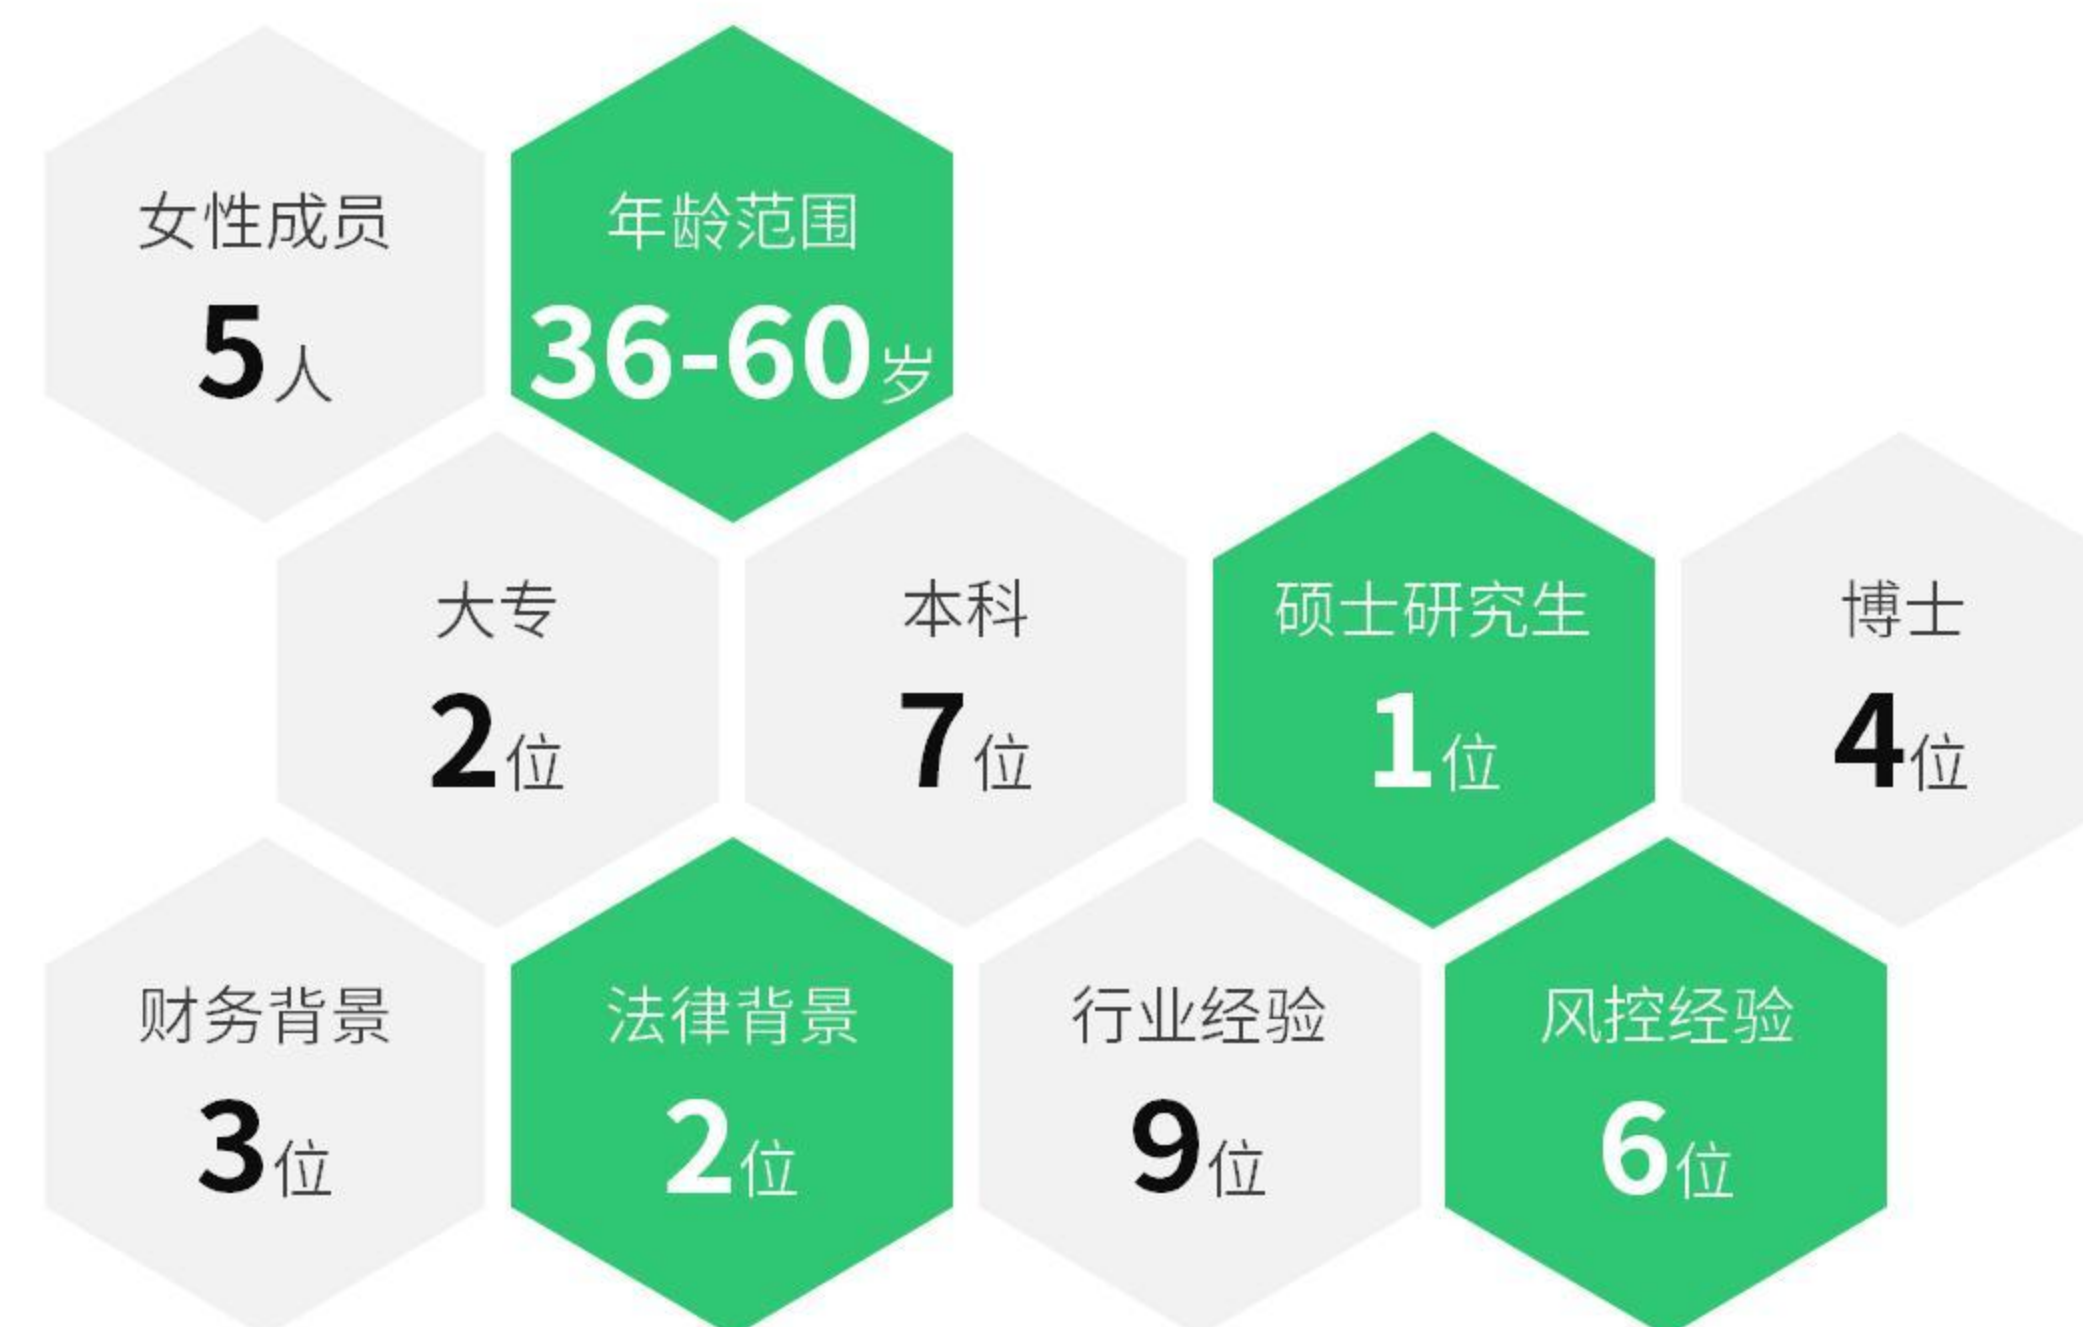 女性成员
5人
年龄范围
36-60岁
大专
2位
本科
7位
硕士研究生
1位
博士
4位
财务背景
3位
法律背景
2位
行业经验
9位
风控经验
6位